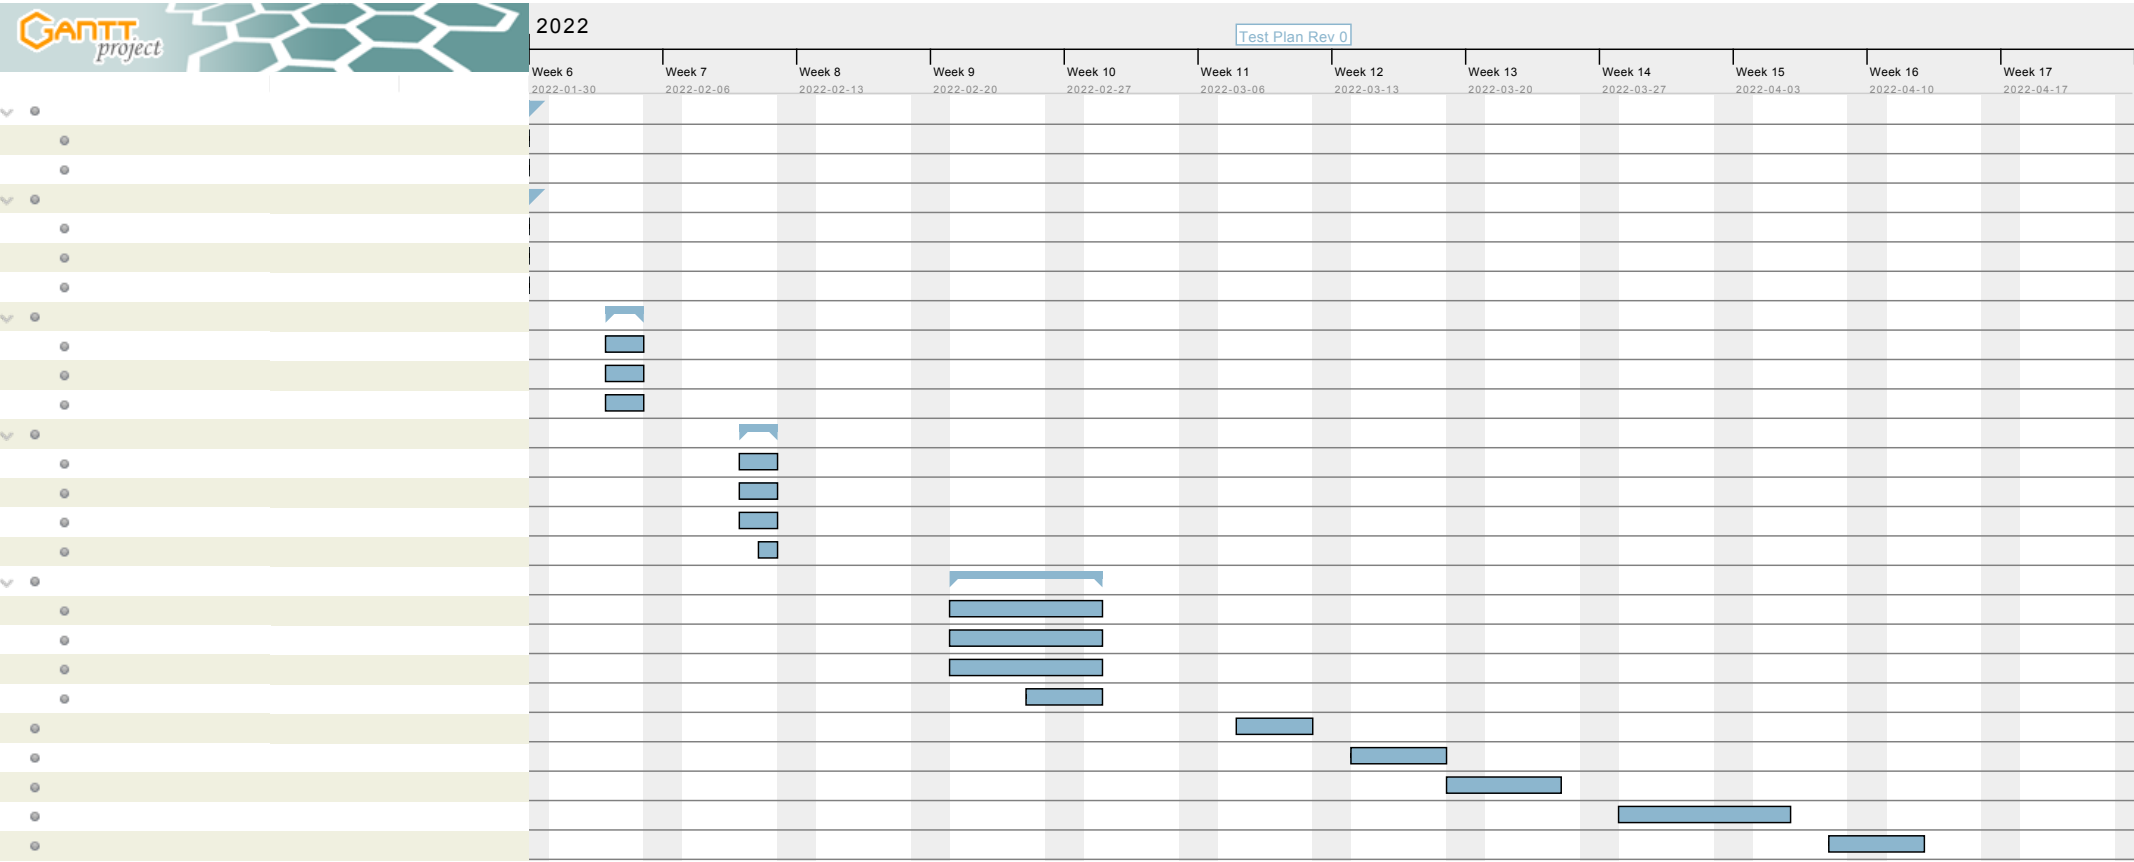 GANTT
project
2022
Test Plan Rev 0
Week 6 Week 7 Week 8 Week 9 Week 10 Week 11 Week 12 Week 13 Week 14 Week 15 Week 16 Week 17
2022-01-30 2022-02-06 2022-02-13 2022-02-20 2022-02-27 2022-03-06 2022-03-13 2022-03-20 2022-03-27 2022-04-03 2022-04-10 2022-04-17